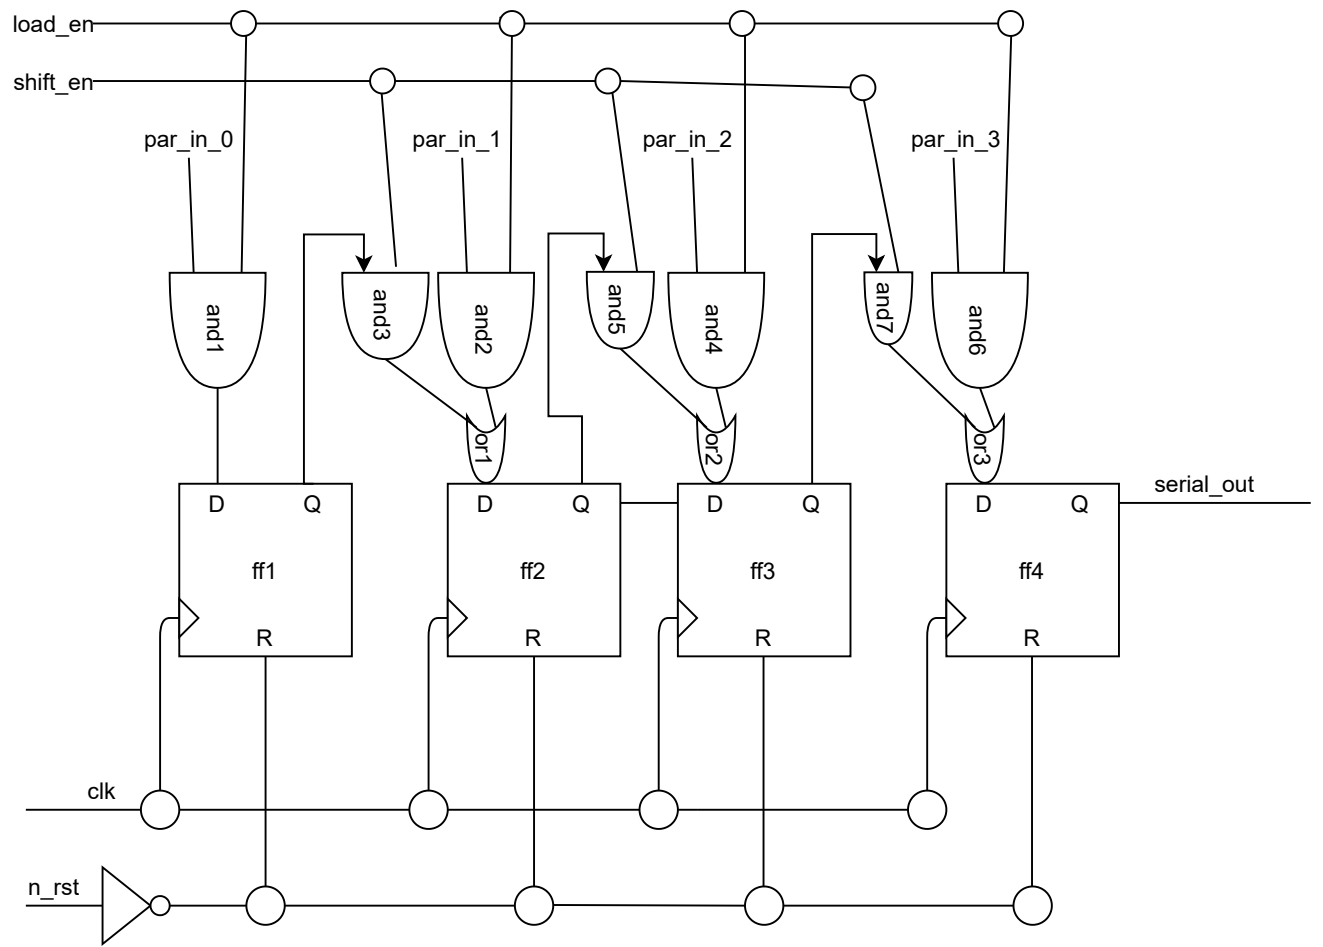 load_en
shift_en
par_in_0
par_in_1
par_in_2
par_in_3
and1
and3
and2
and5
and4
and7
and6
or1
or2
or3
serial_out
D Q
ff1
R
D Q
ff2
R
D Q
ff3
R
D Q
ff4
R
clk
n_rst